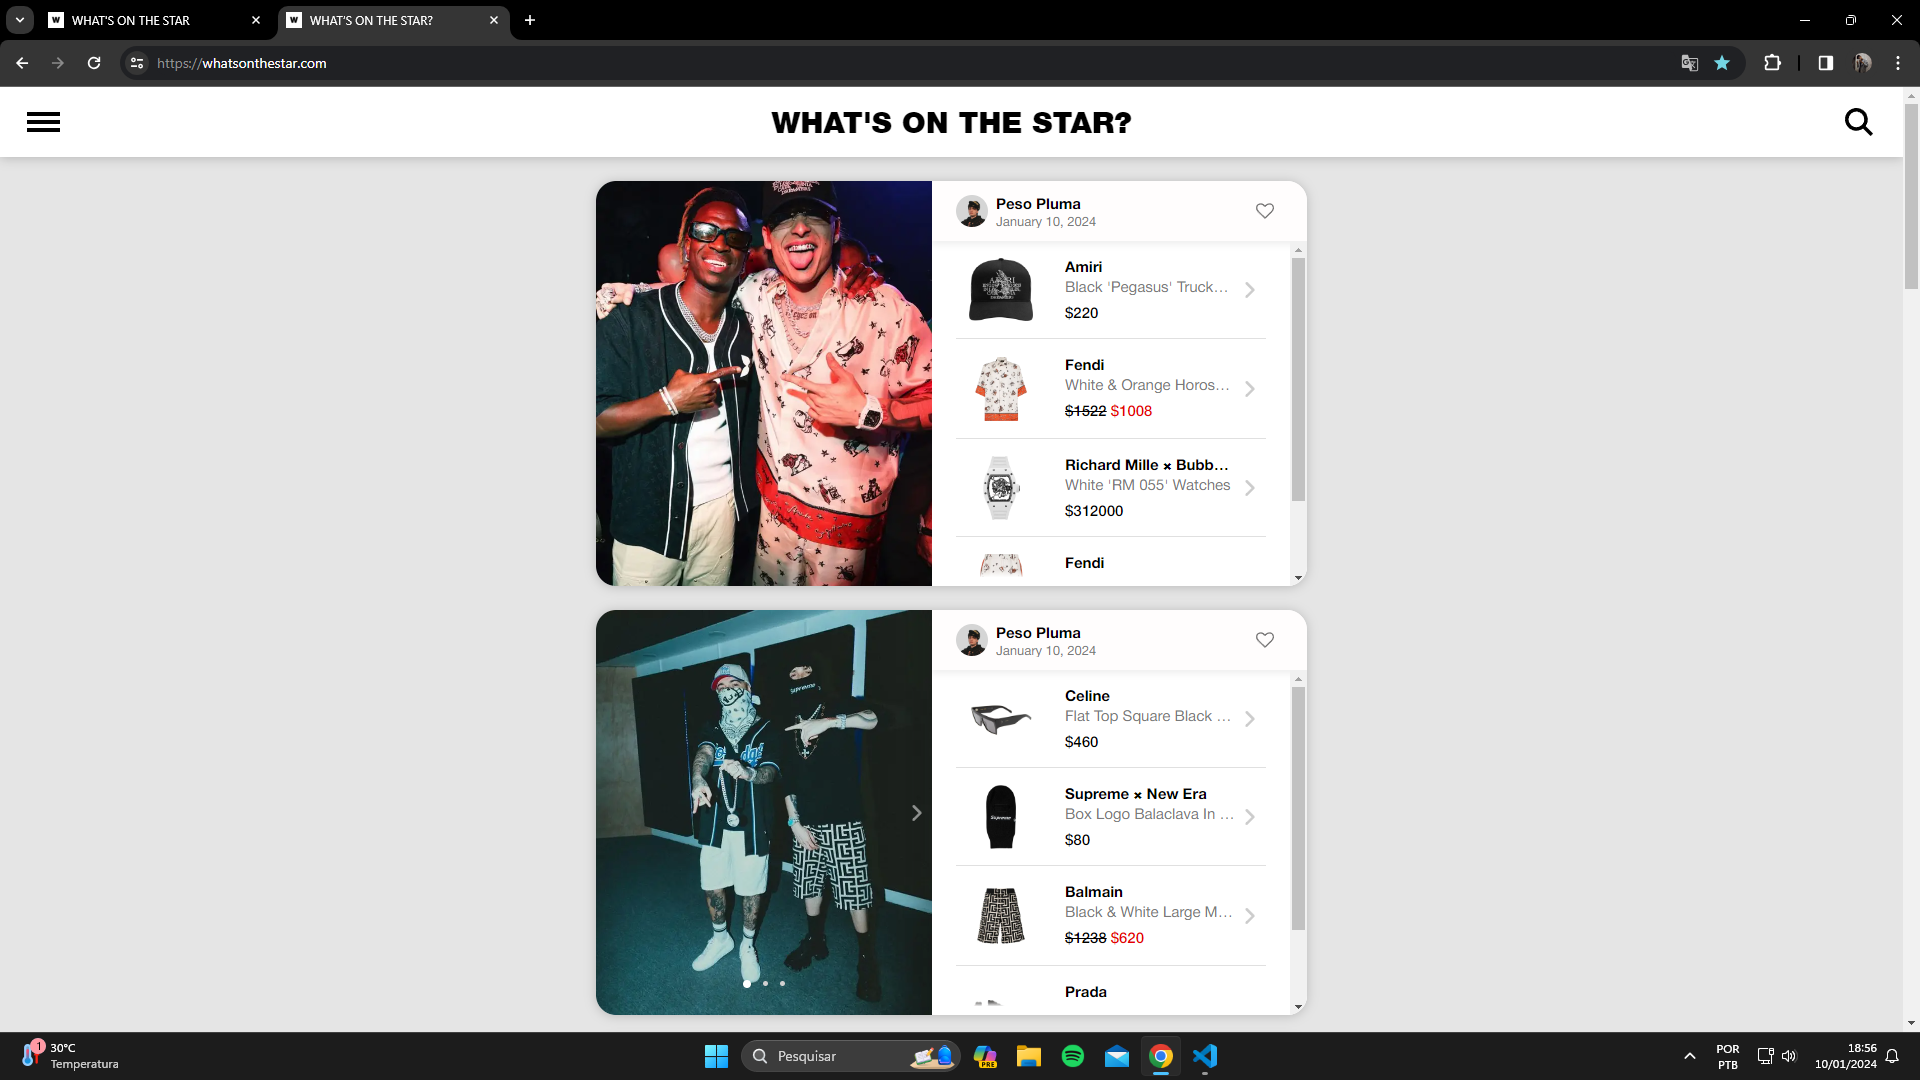 WHAT'S ON THE STAR
WHAT'S ON THE STAR?
https://whatsonthestar.com
WHAT'S ON THE STAR?
Peso Pluma
January 10, 2024
Amiri
Black 'Pegasus' Truck...
$220
Fendi
White & Orange Horos...
$1522 $1008
Richard Mille × Bubb...
White 'RM 055' Watches
$312000
Fendi
Peso Pluma
January 10, 2024
Celine
Flat Top Square Black ...
$460
Supreme × New Era
Box Logo Balaclava In ...
$80
Balmain
Black & White Large M...
$1238 $620
Prada
Supreme
1
30°C
Temperatura
Pesquisar
PRE
POR
PTB
18:56
10/01/2024